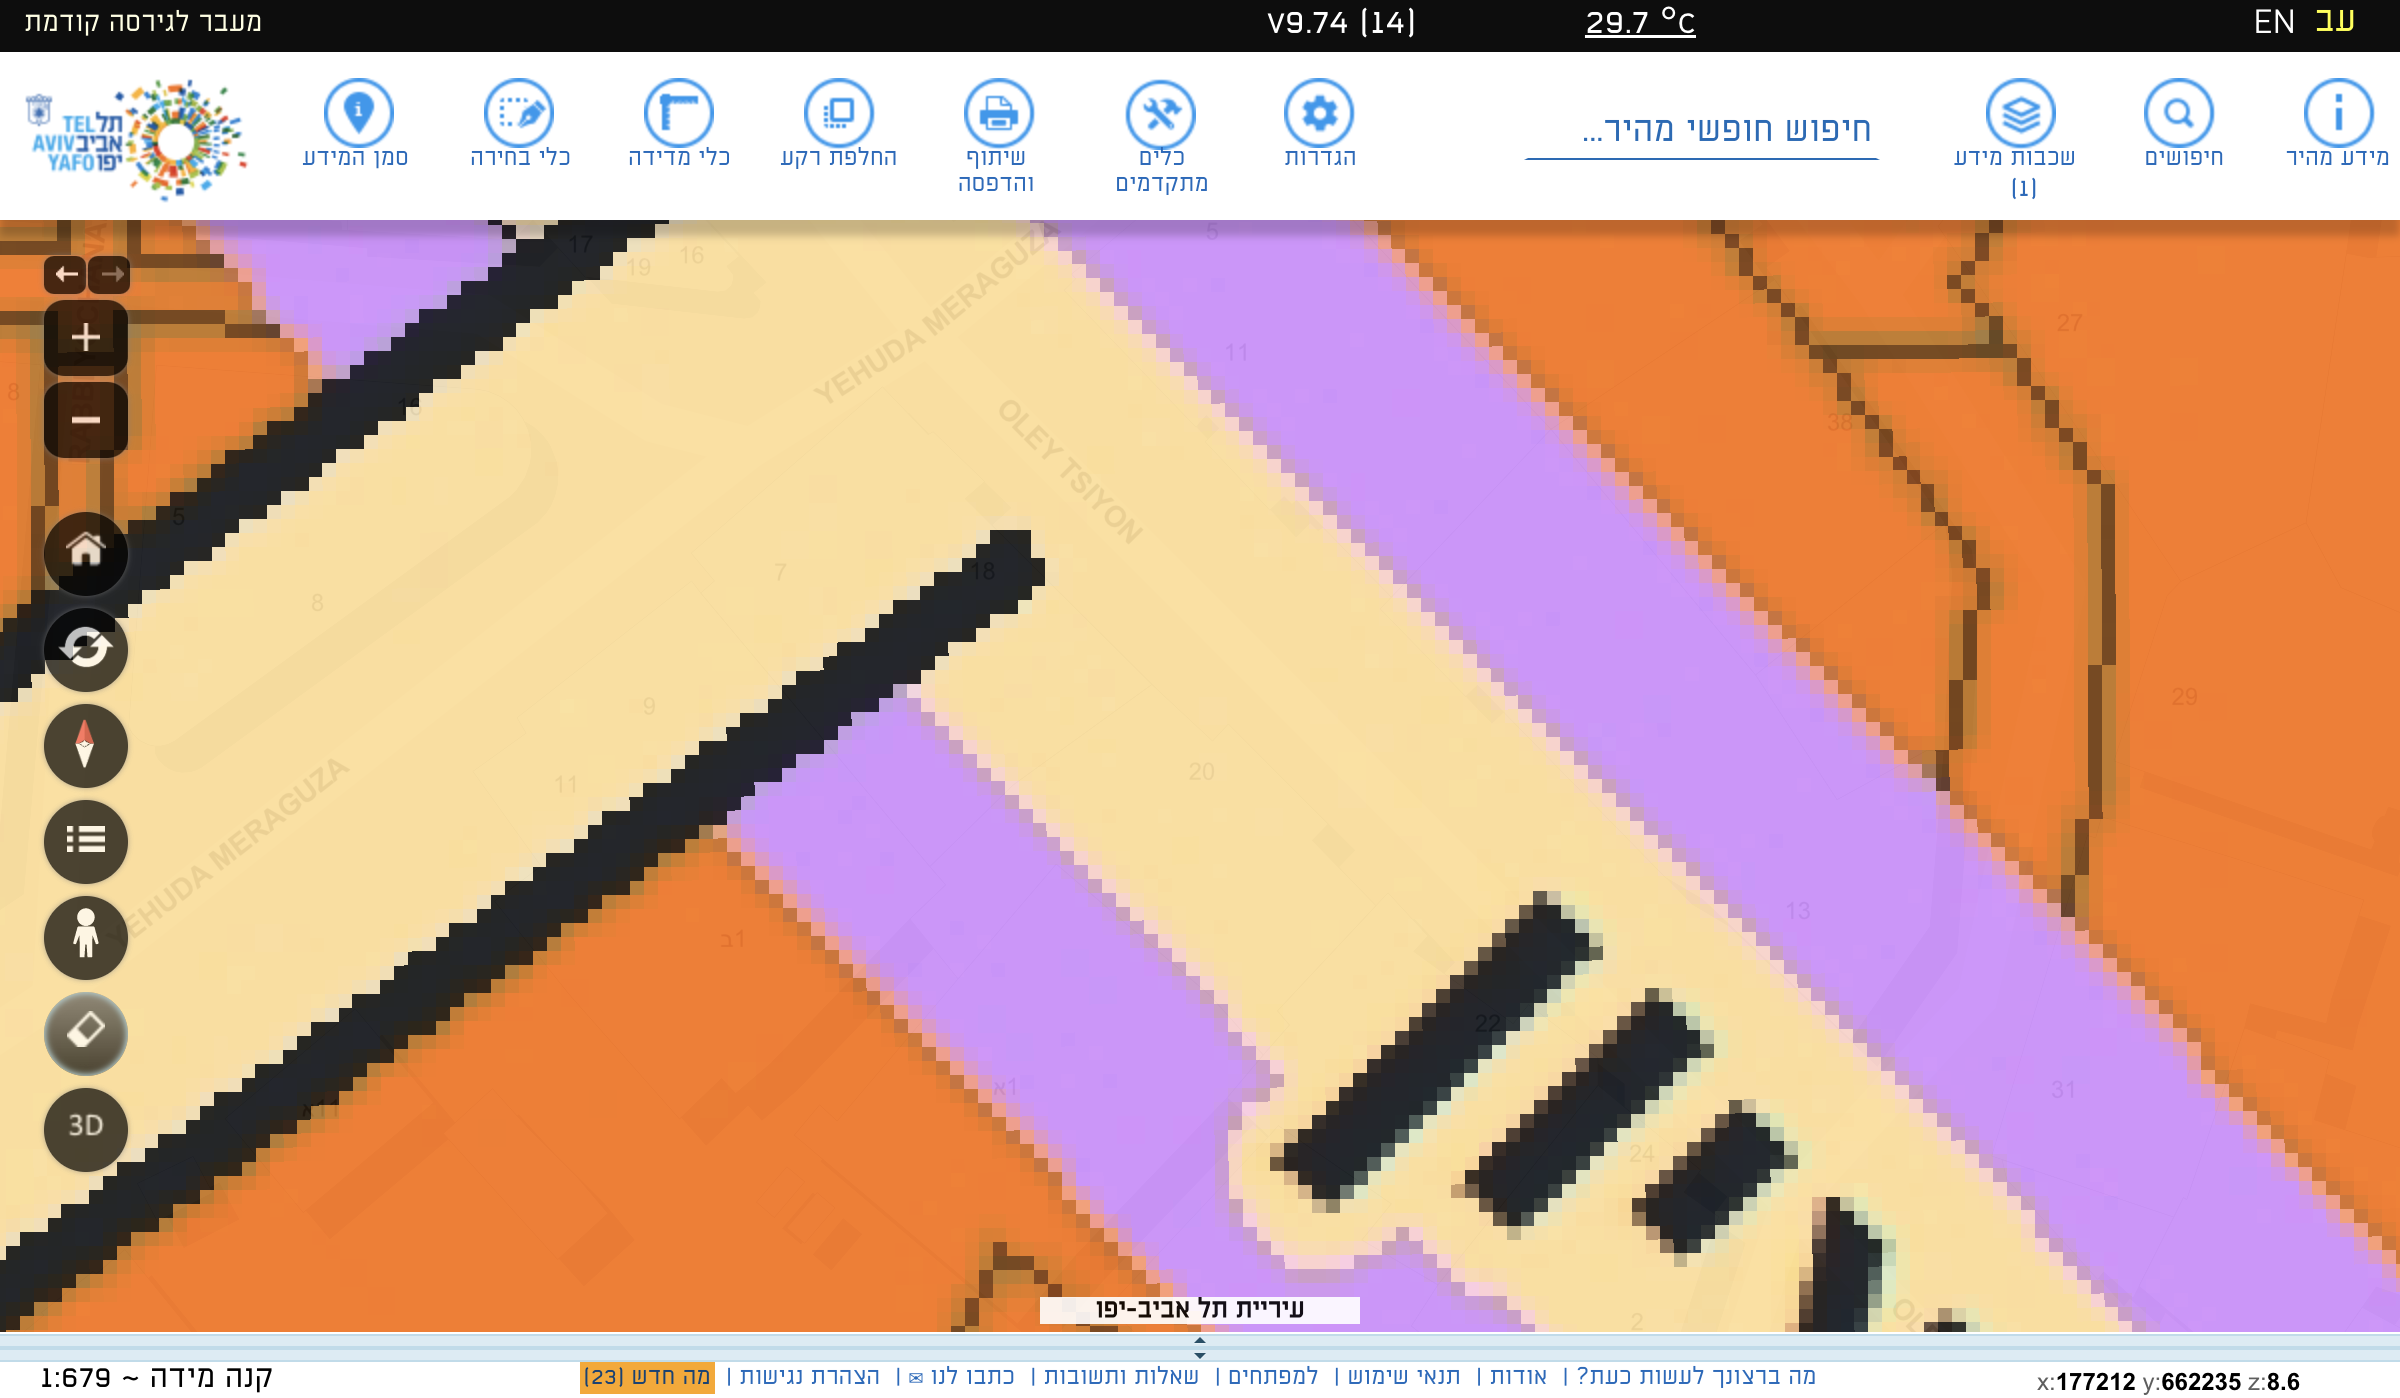 מעבר לגירסה קודמת
V9.74 (14)
29.7 °C
EN עב
תל TEL
אביב AVIV
יפו YAFO
סמן המידע
כלי בחירה
כלי מדידה
החלפת רקע
שיתוף
והדפסה
כלים
מתקדמים
הגדרות
חיפוש חופשי מהיר...
שכבות מידע
(1)
חיפושים
מידע מהיר
17
19
16
5
YEHUDA MERAGUZA
11
27
8
16
OLEY TSIYON
38
5
18
7
8
9
29
11
20
YEHUDA MERAGUZA
13
1ב
22
1א
31
11א
24
3D
2
עיריית תל אביב-יפו
קנה מידה ~ 1:679
מה ברצונך לעשות כעת? | אודות | תנאי שימוש | למפתחים | שאלות ותשובות | כתבו לנו | הצהרת נגישות | מה חדש (23)
x:177212 y:662235 z:8.6